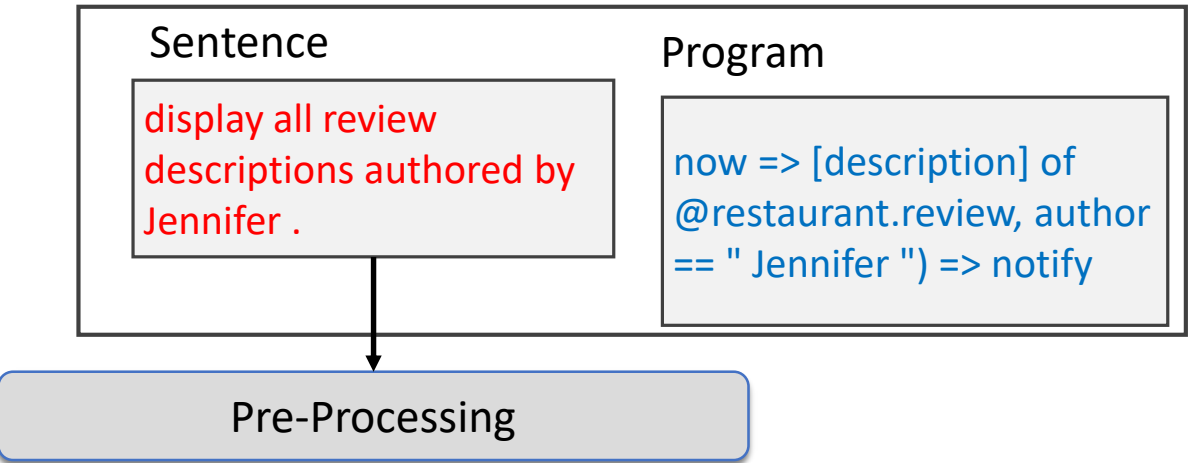 Sentence
display all review
descriptions authored by
Jennifer .
Program
now => [description] of
@restaurant.review, author
== " Jennifer ") => notify
Pre-Processing